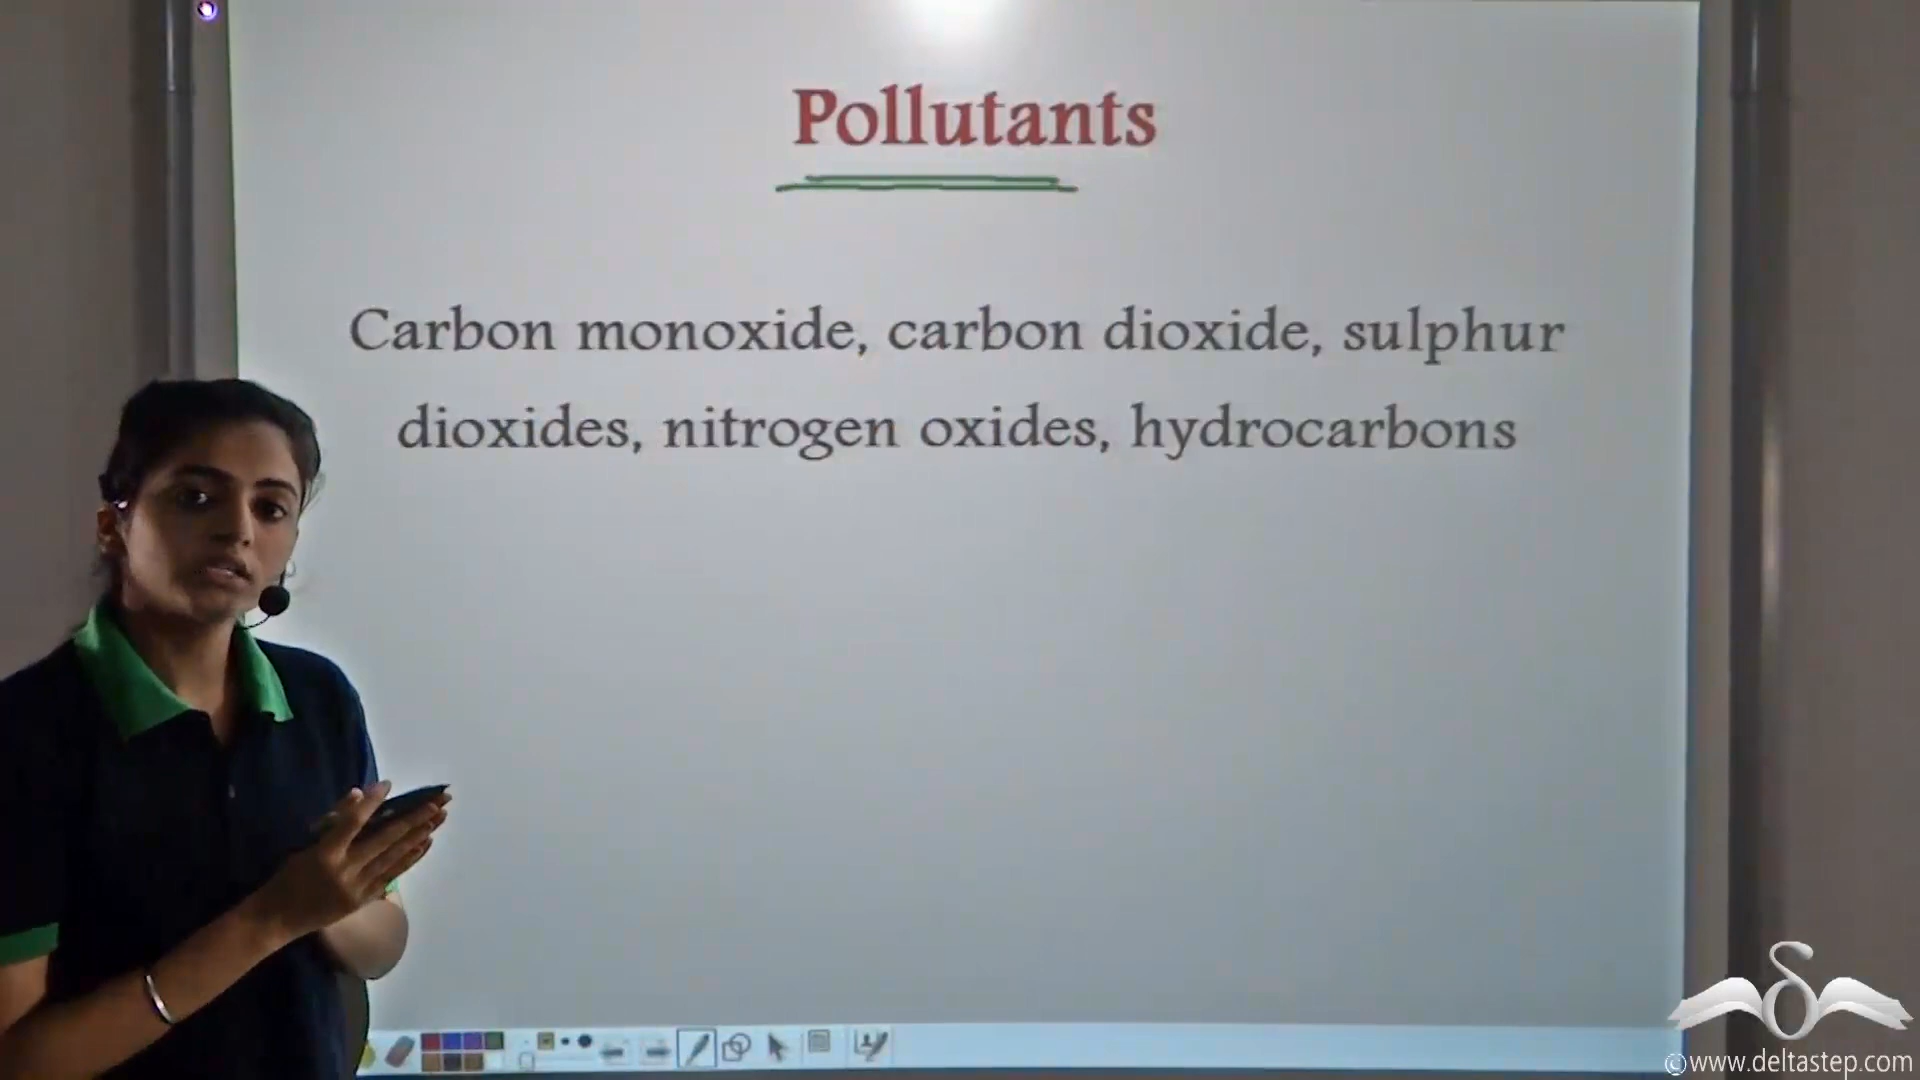 Pollutants
Carbon monoxide, carbon dioxide, sulphur
dioxides, nitrogen oxides, hydrocarbons
©www.deltastep.com